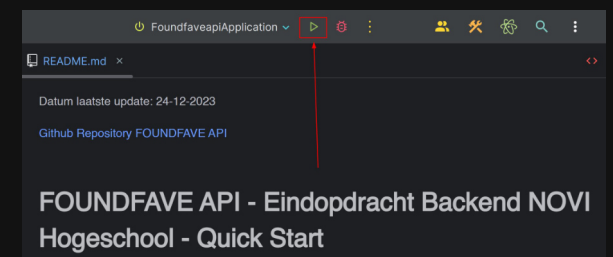 FoundfaveapiApplication
README.md
Datum laatste update: 24-12-2023
Github Repository FOUNDFAVE API
FOUNDFAVE API - Eindopdracht Backend NOVI
Hogeschool - Quick Start